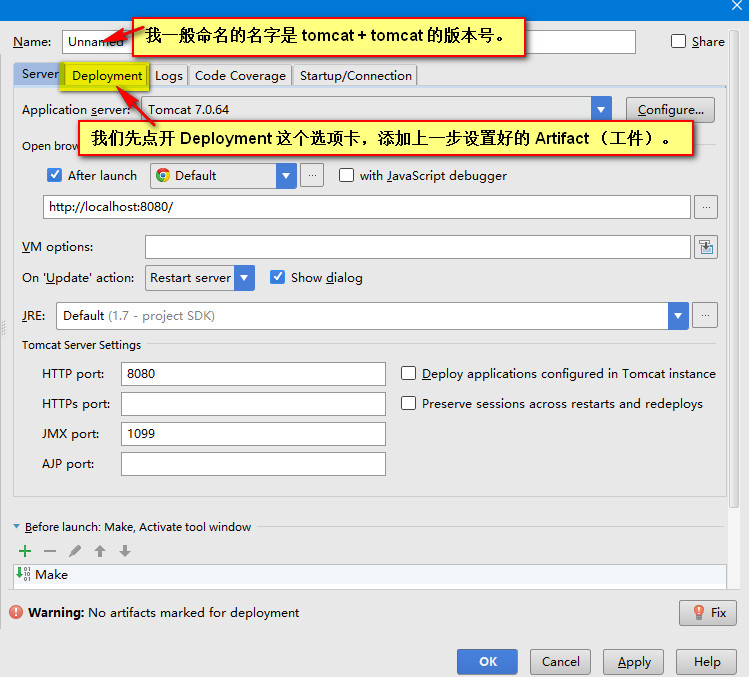 Name: Unnamed
我一般命名的名字是 tomcat + tomcat 的版本号。
Share
Server Deployment Logs Code Coverage Startup/Connection
Application server: Tomcat 7.0.64 Configure...
我们先点开 Deployment 这个选项卡，添加上一步设置好的 Artifact （工件）。
Open
After launch Default ... with JavaScript debugger
http://localhost:8080/ ...
VM options:
On 'Update' action: Restart server Show dialog
JRE: Default (1.7 - project SDK) ...
Tomcat Server Settings
HTTP port: 8080 Deploy applications configured in Tomcat instance
HTTPs port: Preserve sessions across restarts and redeploys
JMX port: 1099
AJP port:
Before launch: Make, Activate tool window
Make
Warning: No artifacts marked for deployment Fix
OK Cancel Apply Help